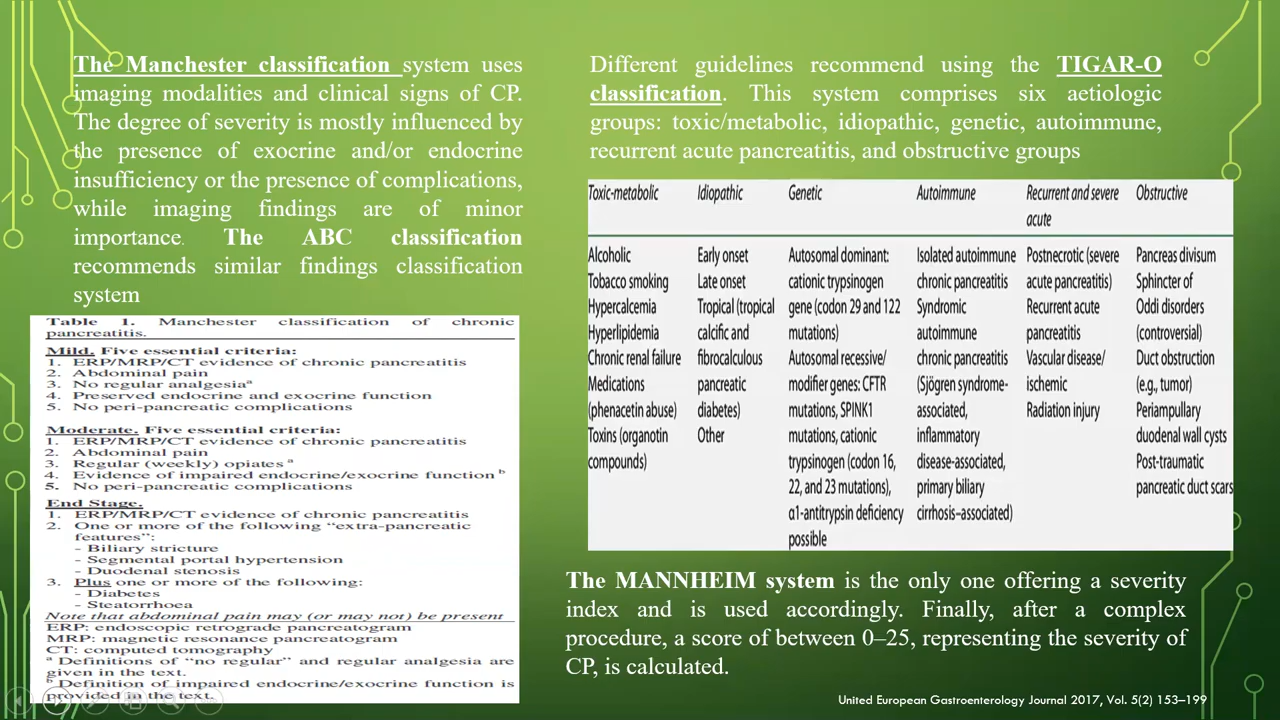 The Manchester classification system uses
imaging modalities and clinical signs of CP.
The degree of severity is mostly influenced by
the presence of exocrine and/or endocrine
insufficiency or the presence of complications,
while imaging findings are of minor
importance. The ABC classification
recommends similar findings classification
system
Table 1. Manchester classification of chronic
pancreatitis.
Mild. Five essential criteria:
1. ERP/MRP/CT evidence of chronic pancreatitis
2. Abdominal pain
3. No regular analgesia a
4. Preserved endocrine and exocrine function
5. No peri-pancreatic complications
Moderate. Five essential criteria:
1. ERP/MRP/CT evidence of chronic pancreatitis
2. Abdominal pain
3. Regular (weekly) opiates a
4. Evidence of impaired endocrine/exocrine function b
5. No peri-pancreatic complications
End Stage.
1. ERP/MRP/CT evidence of chronic pancreatitis
2. One or more of the following “extra-pancreatic
features”:
- Biliary stricture
- Segmental portal hypertension
- Duodenal stenosis
3. Plus one or more of the following:
- Diabetes
- Steatorrhoea
Note that abdominal pain may (or may not) be present
ERP: endoscopic retrograde pancreatogram
MRP: magnetic resonance pancreatogram
CT: computed tomography
a Definitions of “no regular” and regular analgesia are
given in the text.
b Definition of impaired endocrine/exocrine function is
provided in the text.
Different guidelines recommend using the TIGAR-O
classification. This system comprises six aetiologic
groups: toxic/metabolic, idiopathic, genetic, autoimmune,
recurrent acute pancreatitis, and obstructive groups
Toxic-metabolic
Alcoholic
Tobacco smoking
Hypercalcemia
Hyperlipidemia
Chronic renal failure
Medications
(phenacetin abuse)
Toxins (organotin
compounds)
Idiopathic
Early onset
Late onset
Tropical (tropical
calcific and
fibrocalculous
pancreatic
diabetes)
Other
Genetic
Autosomal dominant:
cationic trypsinogen
gene (codon 29 and 122
mutations)
Autosomal recessive/
modifier genes: CFTR
mutations, SPINK1
mutations, cationic
trypsinogen (codon 16,
22, and 23 mutations),
α1-antitrypsin deficiency
possible
Autoimmune
Isolated autoimmune
chronic pancreatitis
Syndromic
autoimmune
chronic pancreatitis
(Sjögren syndrome-
associated,
inflammatory
disease-associated,
primary biliary
cirrhosis–associated)
Recurrent and severe
acute
Postnecrotic (severe
acute pancreatitis)
Recurrent acute
pancreatitis
Vascular disease/
ischemic
Radiation injury
Obstructive
Pancreas divisum
Sphincter of
Oddi disorders
(controversial)
Duct obstruction
(e.g., tumor)
Periampullary
duodenal wall cysts
Post-traumatic
pancreatic duct scars
The MANNHEIM system is the only one offering a severity
index and is used accordingly. Finally, after a complex
procedure, a score of between 0–25, representing the severity of
CP, is calculated.
United European Gastroenterology Journal 2017, Vol. 5(2) 153–199